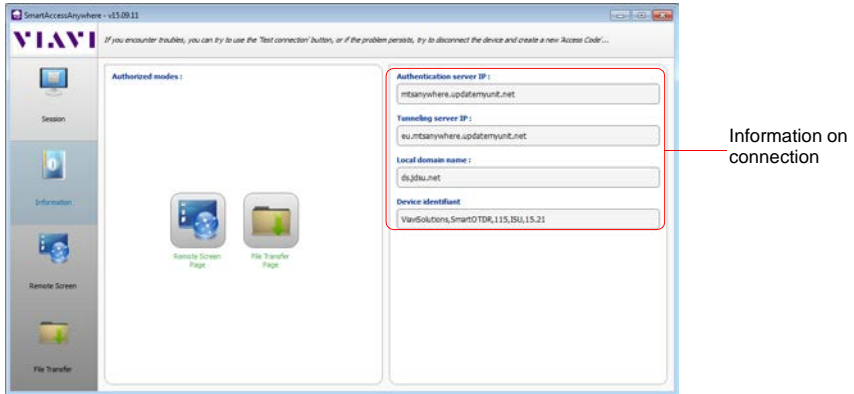 SmartAccessAnywhere - v15.09.11
VIAVI
If you encounter troubles, you can try to use the 'Test connection' button, or if the problem persists, try to disconnect the device and create a new 'Access Code'...
Session
Information
Remote Screen
File Transfer
Authorized modes :
Remote Screen
Page
File Transfer
Page
Authentication server IP :
mtsanywhere.updatemyunit.net
Tunneling server IP :
eu.mtsanywhere.updatemyunit.net
Local domain name :
ds.jdsu.net
Device identifiant
ViaviSolutions,SmartOTDR,115,ISU,15.21
Information on
connection